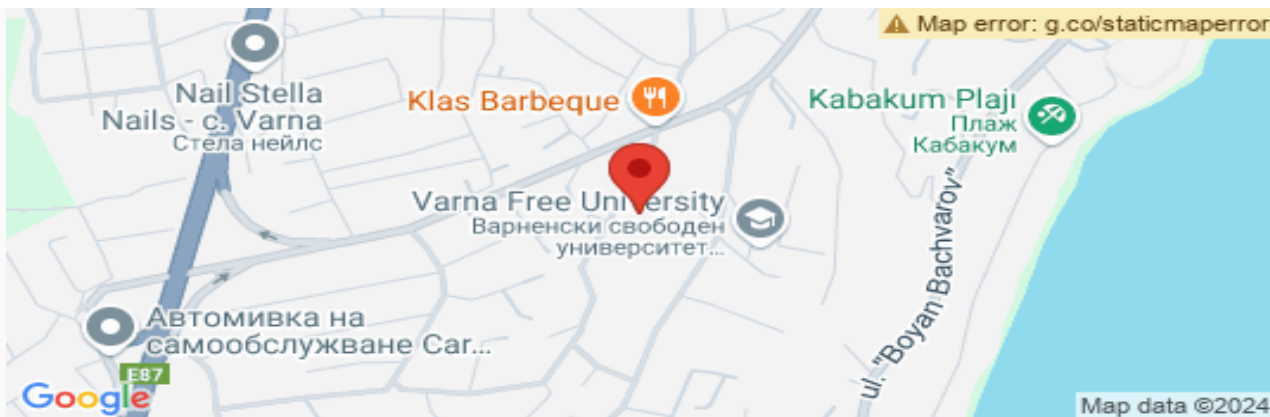 Map error: g.co/staticmaperror
Nail Stella
Nails - c. Varna
Стела нейлс
Klas Barbeque
Kabakum Plajı
Плаж
Кабакум
Varna Free University
Варненски свободен
университет...
ul. "Boyan Bachvarov"
Автомивка на
самообслужване Car...
E87
Google
Map data ©2024